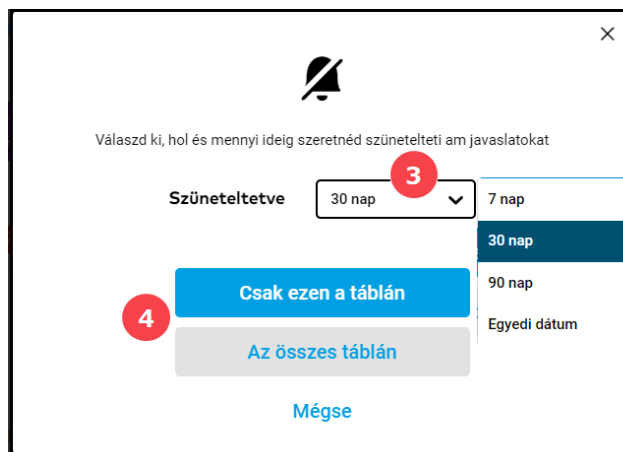 Válaszd ki, hol és mennyi ideig szeretnéd szünetelteti am javaslatokat
3
Szüneteltetve 30 nap
7 nap
30 nap
90 nap
Egyedi dátum
4
Csak ezen a táblán
Az összes táblán
Mégse